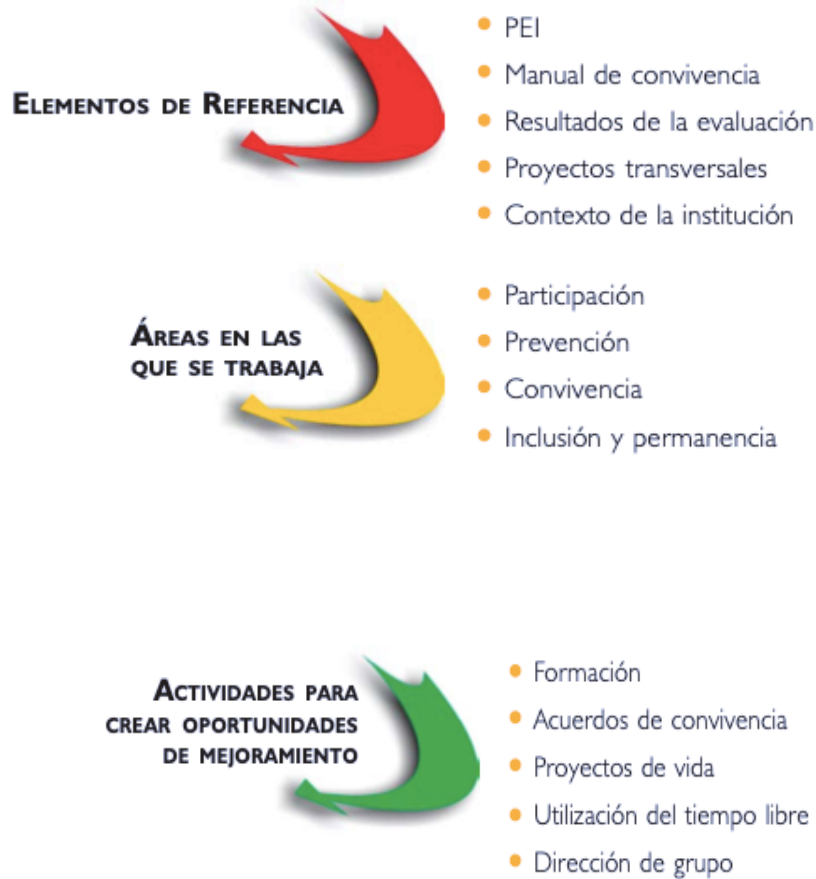 ELEMENTOS DE REFERENCIA
PEI
Manual de convivencia
Resultados de la evaluación
Proyectos transversales
Contexto de la institución
ÁREAS EN LAS
QUE SE TRABAJA
Participación
Prevención
Convivencia
Inclusión y permanencia
ACTIVIDADES PARA
CREAR OPORTUNIDADES
DE MEJORAMIENTO
Formación
Acuerdos de convivencia
Proyectos de vida
Utilización del tiempo libre
Dirección de grupo